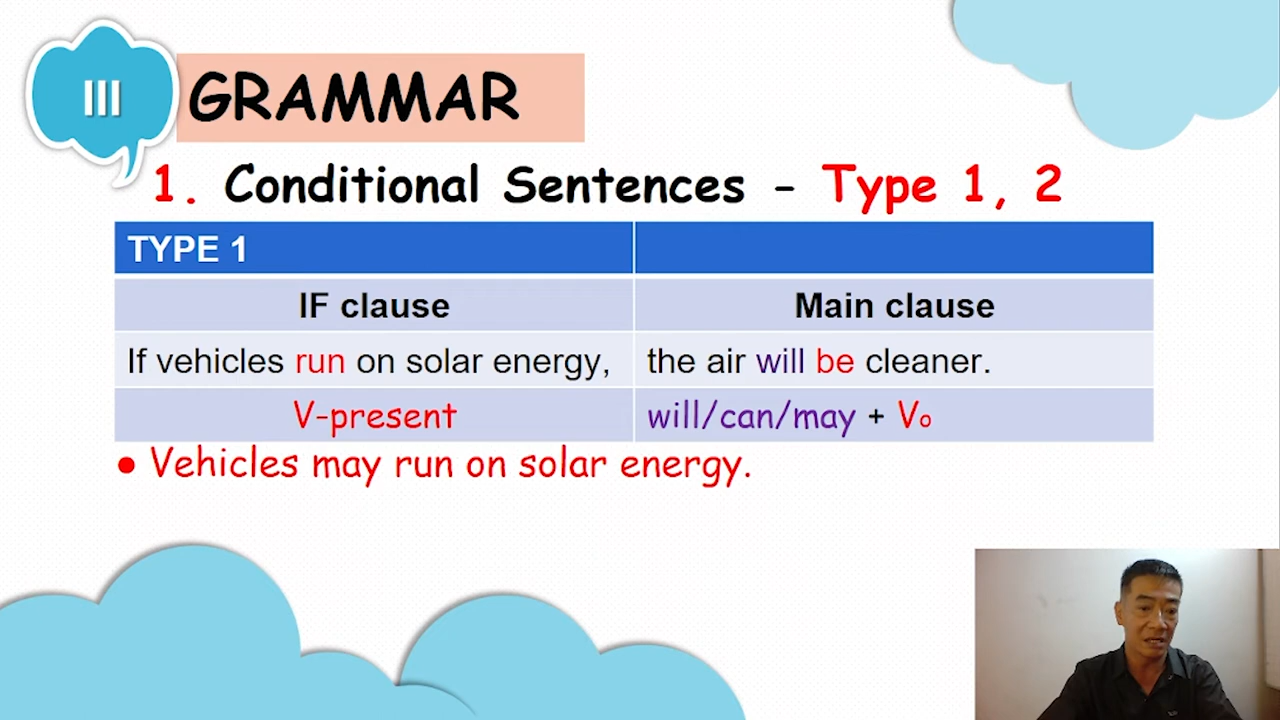 III
GRAMMAR
1. Conditional Sentences - Type 1, 2
TYPE 1
IF clause Main clause
If vehicles run on solar energy, the air will be cleaner.
V-present will/can/may + Vo
● Vehicles may run on solar energy.